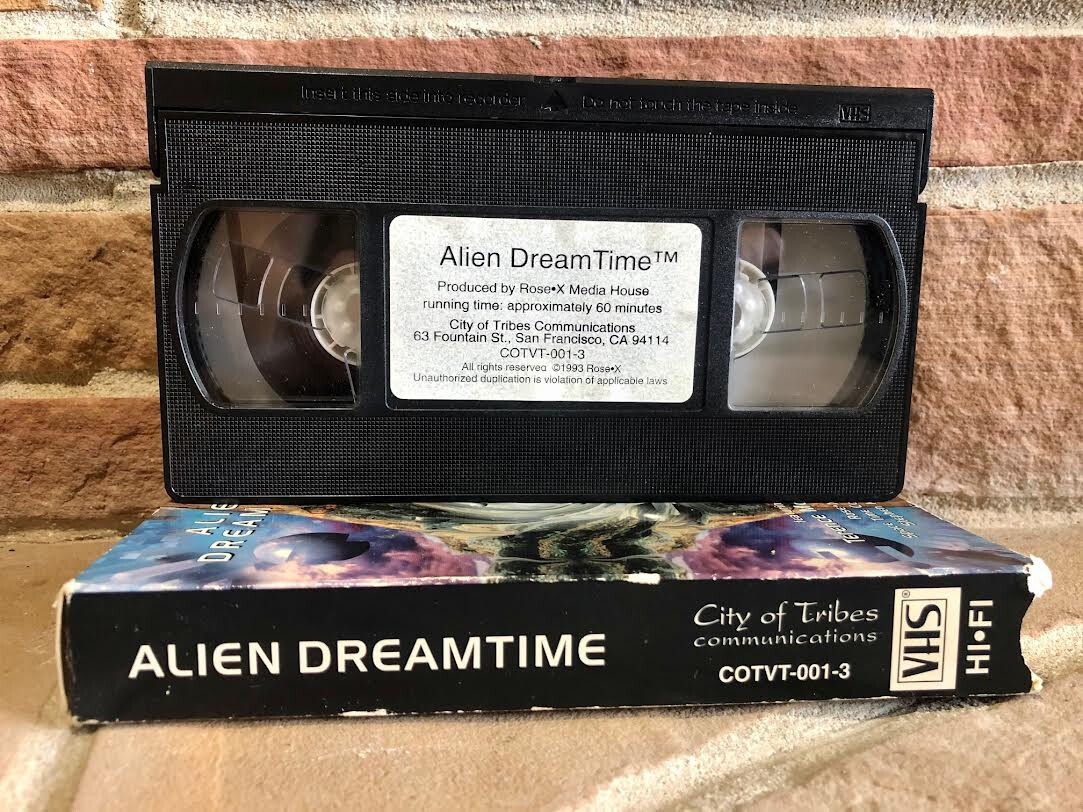 Insert this side into recorder Do not touch the tape inside VHS
Alien DreamTime™
Produced by Rose•X Media House
running time: approximately 60 minutes
City of Tribes Communications
63 Fountain St., San Francisco, CA 94114
COTVT-001-3
All rights reserved ©1993 Rose•X
Unauthorized duplication is violation of applicable laws
ALIE
DREAM
ALIEN DREAMTIME
City of Tribes
communications
COTVT-001-3
VHS®
HI•FI